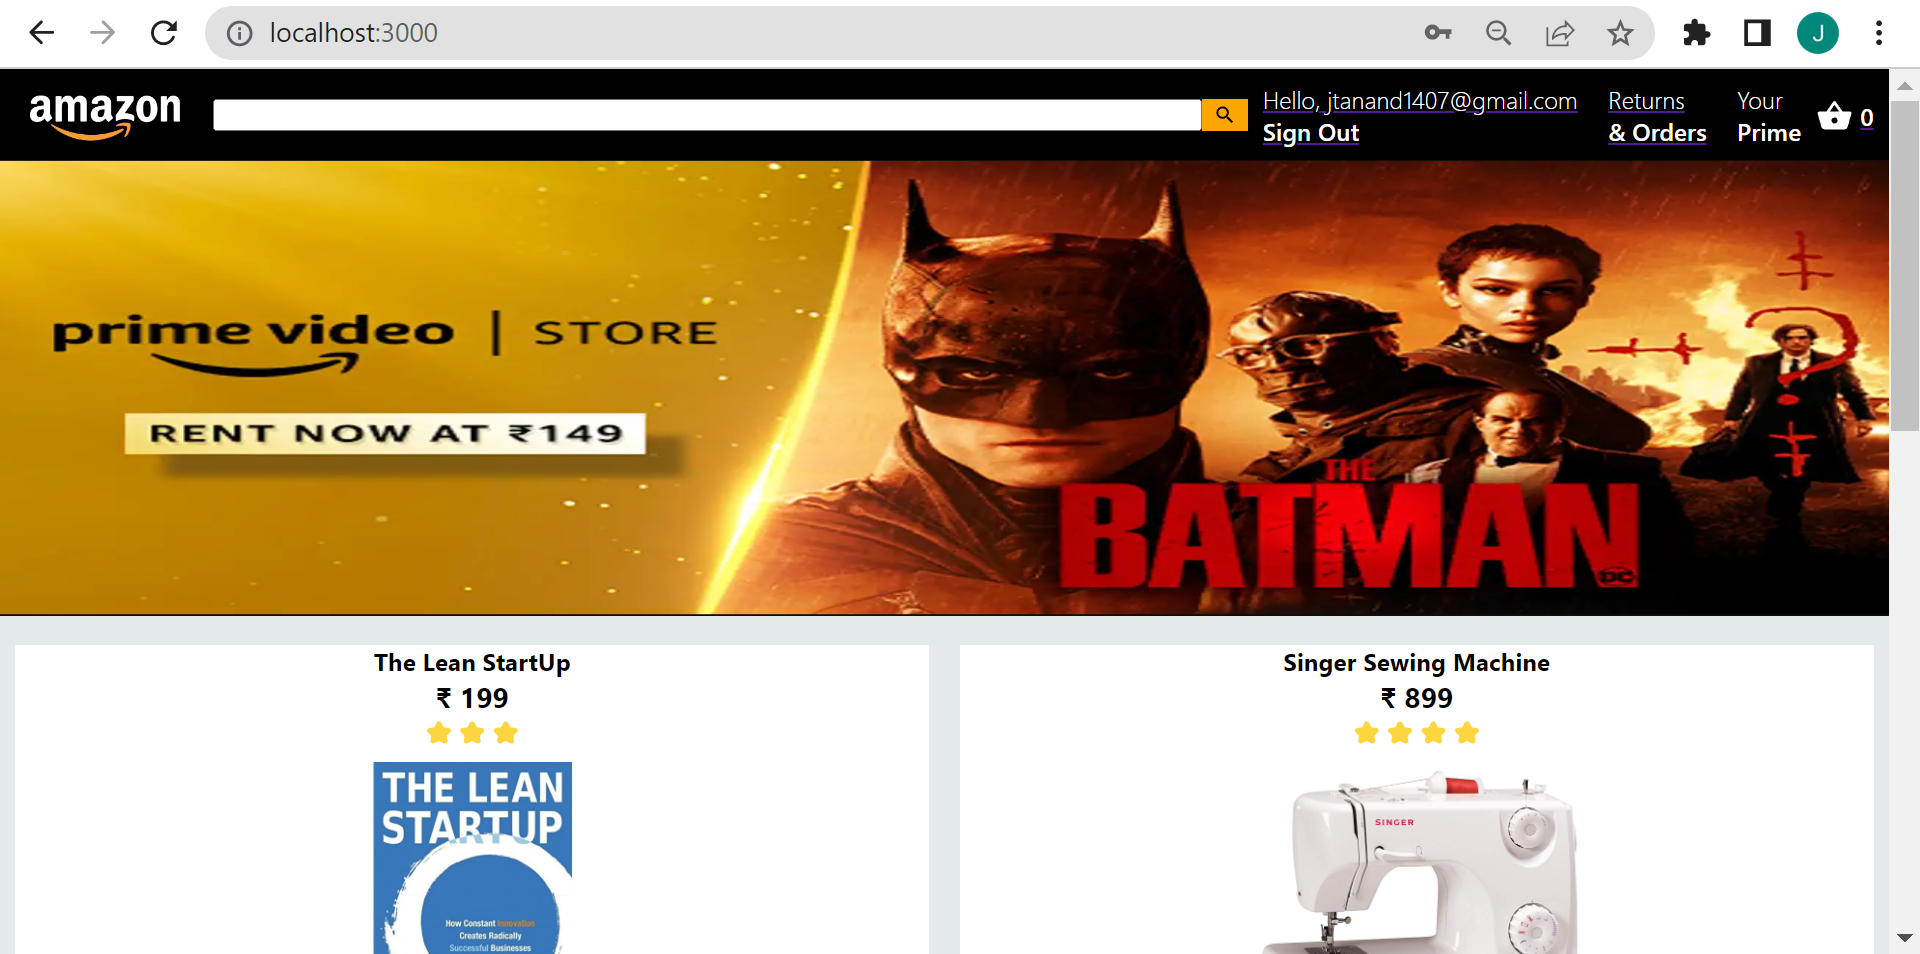 localhost:3000
J
amazon
Hello, jtanand1407@gmail.com
Sign Out
Returns
& Orders
Your
Prime
0
prime video | STORE
RENT NOW AT ₹149
THE
BATMAN
DC
The Lean StartUp
₹ 199
Singer Sewing Machine
₹ 899
THE LEAN
STARTUP
How Constant Innovation
Creates Radically
Successful Businesses
SINGER